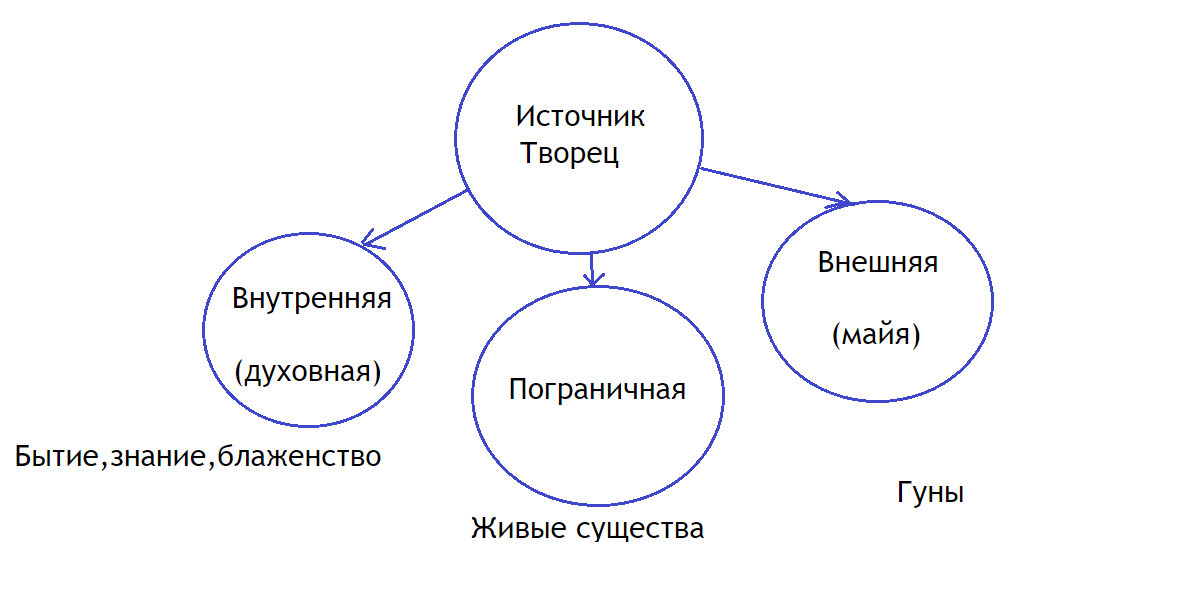 Источник
Творец
Внутренняя
(духовная)
Бытие,знание,блаженство
Пограничная
Живые существа
Внешняя
(майя)
Гуны